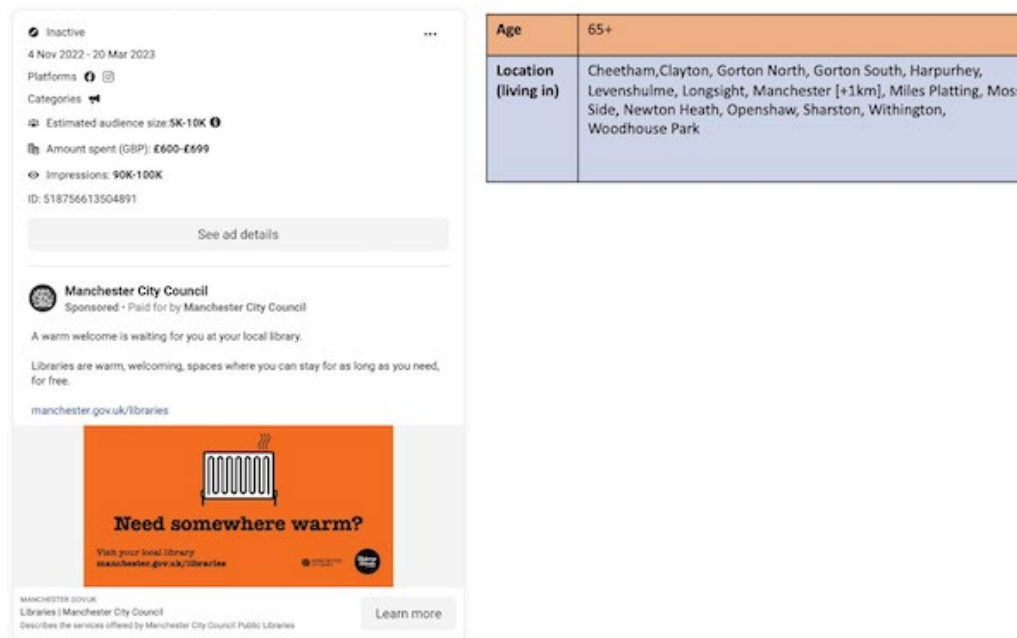 Inactive
4 Nov 2022 - 20 Mar 2023
Platforms
Categories
Estimated audience size:5K-10K
Amount spent (GBP): £600-£699
Impressions: 90K-100K
ID: 518756613504891
See ad details
Manchester City Council
Sponsored • Paid for by Manchester City Council
A warm welcome is waiting for you at your local library.
Libraries are warm, welcoming, spaces where you can stay for as long as you need,
for free.
manchester.gov.uk/libraries
Need somewhere warm?
Visit your local library
manchester.gov.uk/libraries
MANCHESTER.GOV.UK
Libraries | Manchester City Council
Describes the services offered by Manchester City Council Public Libraries
Learn more
Age
65+
Location
(living in)
Cheetham,Clayton, Gorton North, Gorton South, Harpurhey,
Levenshulme, Longsight, Manchester [+1km], Miles Platting, Moss
Side, Newton Heath, Openshaw, Sharston, Withington,
Woodhouse Park